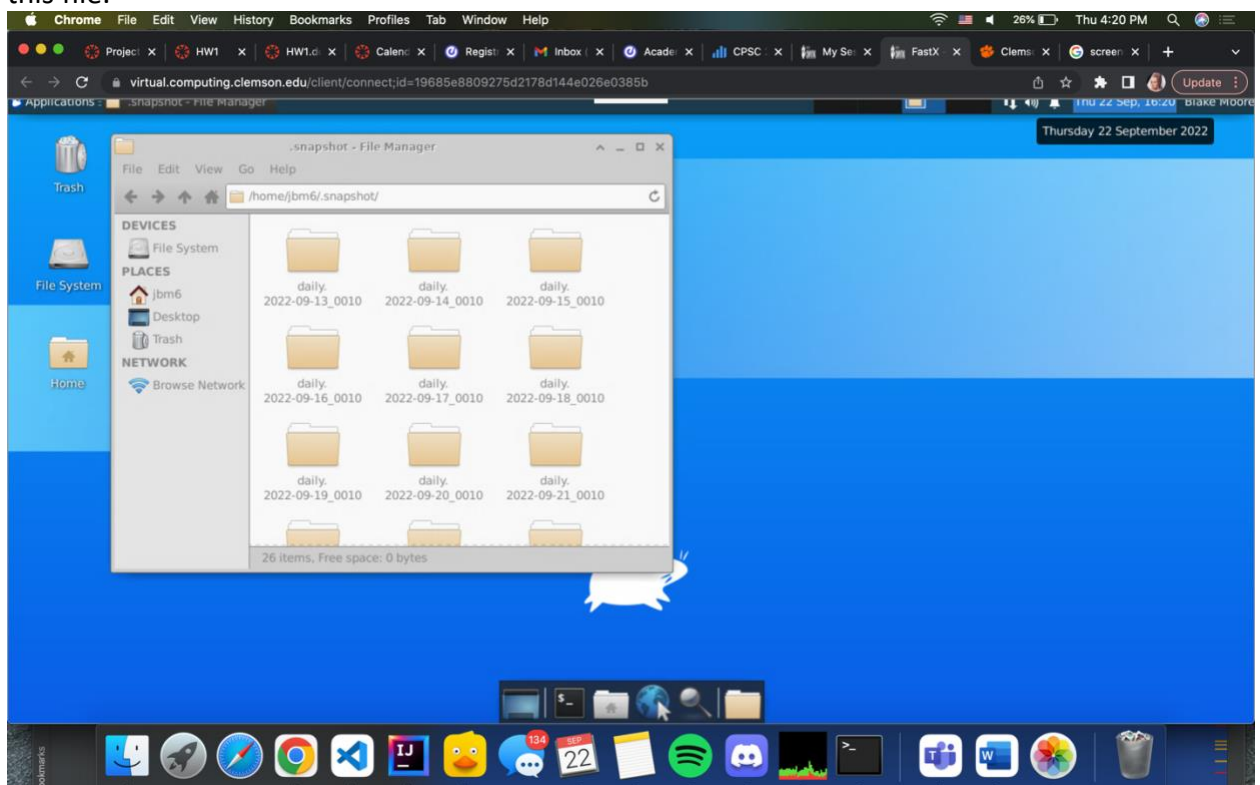 this file.
Chrome File Edit View History Bookmarks Profiles Tab Window Help 26% Thu 4:20 PM
Project HW1 HW1.d Calend Regist Inbox ( Acade CPSC My Se FastX - Clems screen
virtual.computing.clemson.edu/client/connect;id=19685e8809275d2178d144e026e0385b Update
Applications : .snapshot - File Manager Thu 22 Sep, 16:20 Blake Moore
Thursday 22 September 2022
.snapshot - File Manager
File Edit View Go Help
/home/jbm6/.snapshot/
DEVICES
File System
PLACES
jbm6
Desktop
Trash
NETWORK
Browse Network
daily. daily. daily.
2022-09-13_0010 2022-09-14_0010 2022-09-15_0010
daily. daily. daily.
2022-09-16_0010 2022-09-17_0010 2022-09-18_0010
daily. daily. daily.
2022-09-19_0010 2022-09-20_0010 2022-09-21_0010
26 items, Free space: 0 bytes
Trash
File System
Home
134
SEP
22
IJ
ookmarks